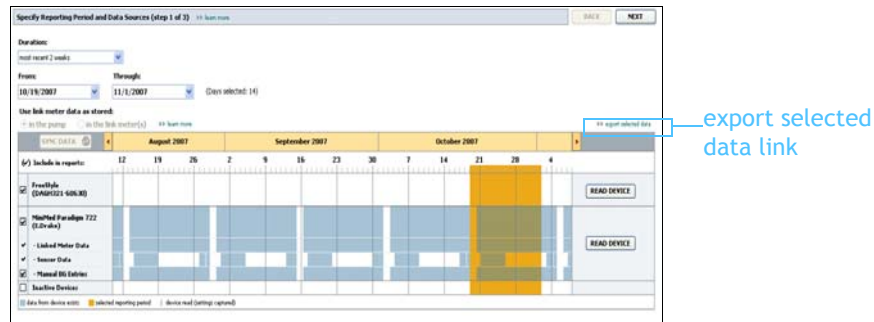 Specify Reporting Period and Data Sources (step 1 of 3) >> learn more BACK NEXT
Duration:
most recent 2 weeks
From: Through:
10/19/2007 11/1/2007 (Days selected: 14)
Use link meter data as stored:
in the pump in the link meter(s) >> learn more >> export selected data
export selected
data link
SYNC DATA August 2007 September 2007 October 2007
Include in reports: 12 19 26 2 9 16 23 30 7 14 21 28 4
FreeStyle
READ DEVICE
MiniMed Paradigm 722
(I.Drake)
- Linked Meter Data
READ DEVICE
- Sensor Data
- Manual BG Entries
Inactive Devices
data from device exists selected reporting period | device read (settings captured)